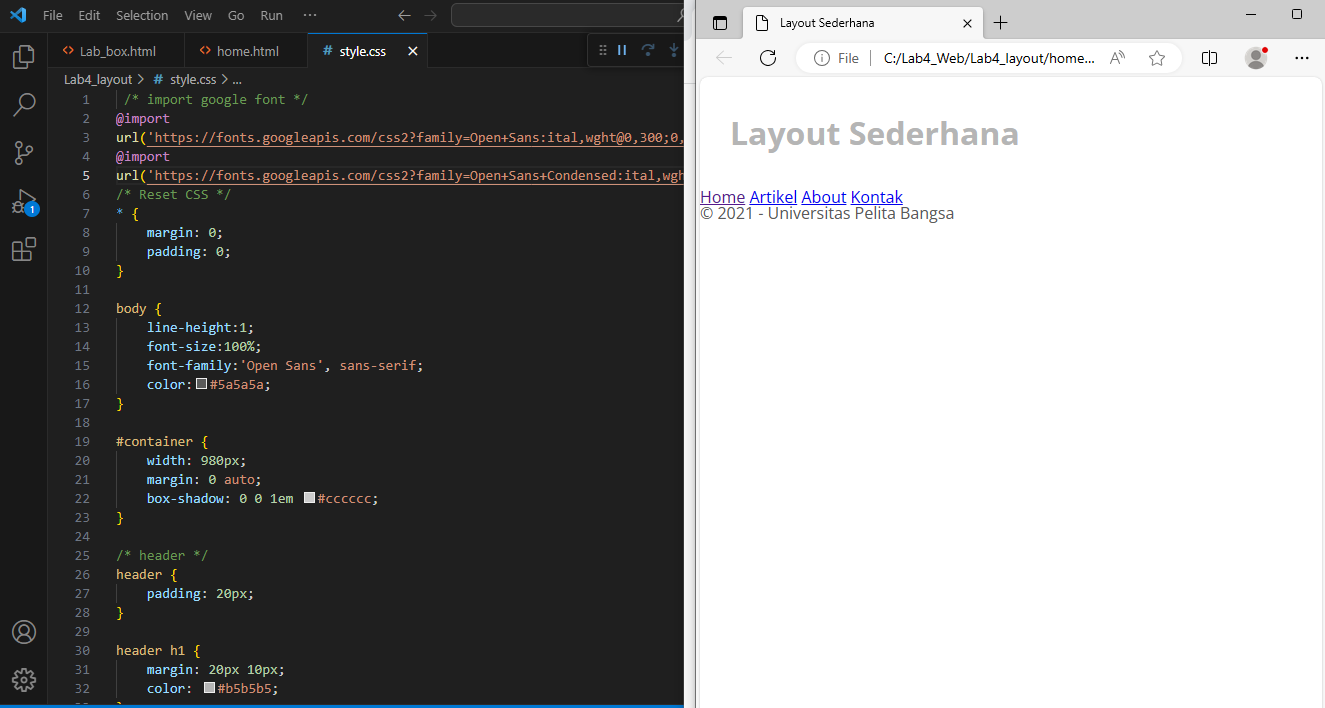 File Edit Selection View Go Run ···
Lab_box.html home.html # style.css
Lab4_layout > # style.css > ...
1 /* import google font */
2 @import
3 url('https://fonts.googleapis.com/css2?family=Open+Sans:ital,wght@0,300;0,
4 @import
5 url('https://fonts.googleapis.com/css2?family=Open+Sans+Condensed:ital,wgh
6 /* Reset CSS */
7 * {
8 margin: 0;
9 padding: 0;
10 }
11
12 body {
13 line-height:1;
14 font-size:100%;
15 font-family:'Open Sans', sans-serif;
16 color:#5a5a5a;
17 }
18
19 #container {
20 width: 980px;
21 margin: 0 auto;
22 box-shadow: 0 0 1em #cccccc;
23 }
24
25 /* header */
26 header {
27 padding: 20px;
28 }
29
30 header h1 {
31 margin: 20px 10px;
32 color: #b5b5b5;
1
Layout Sederhana
File C:/Lab4_Web/Lab4_layout/home...
Layout Sederhana
Home Artikel About Kontak
© 2021 - Universitas Pelita Bangsa